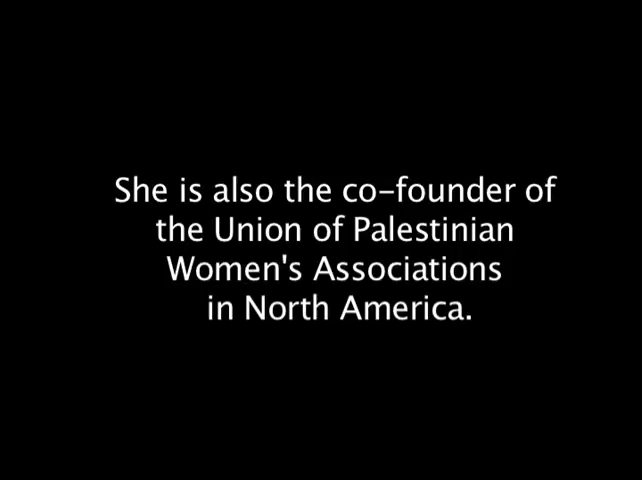 She is also the co-founder of
the Union of Palestinian
Women's Associations
in North America.